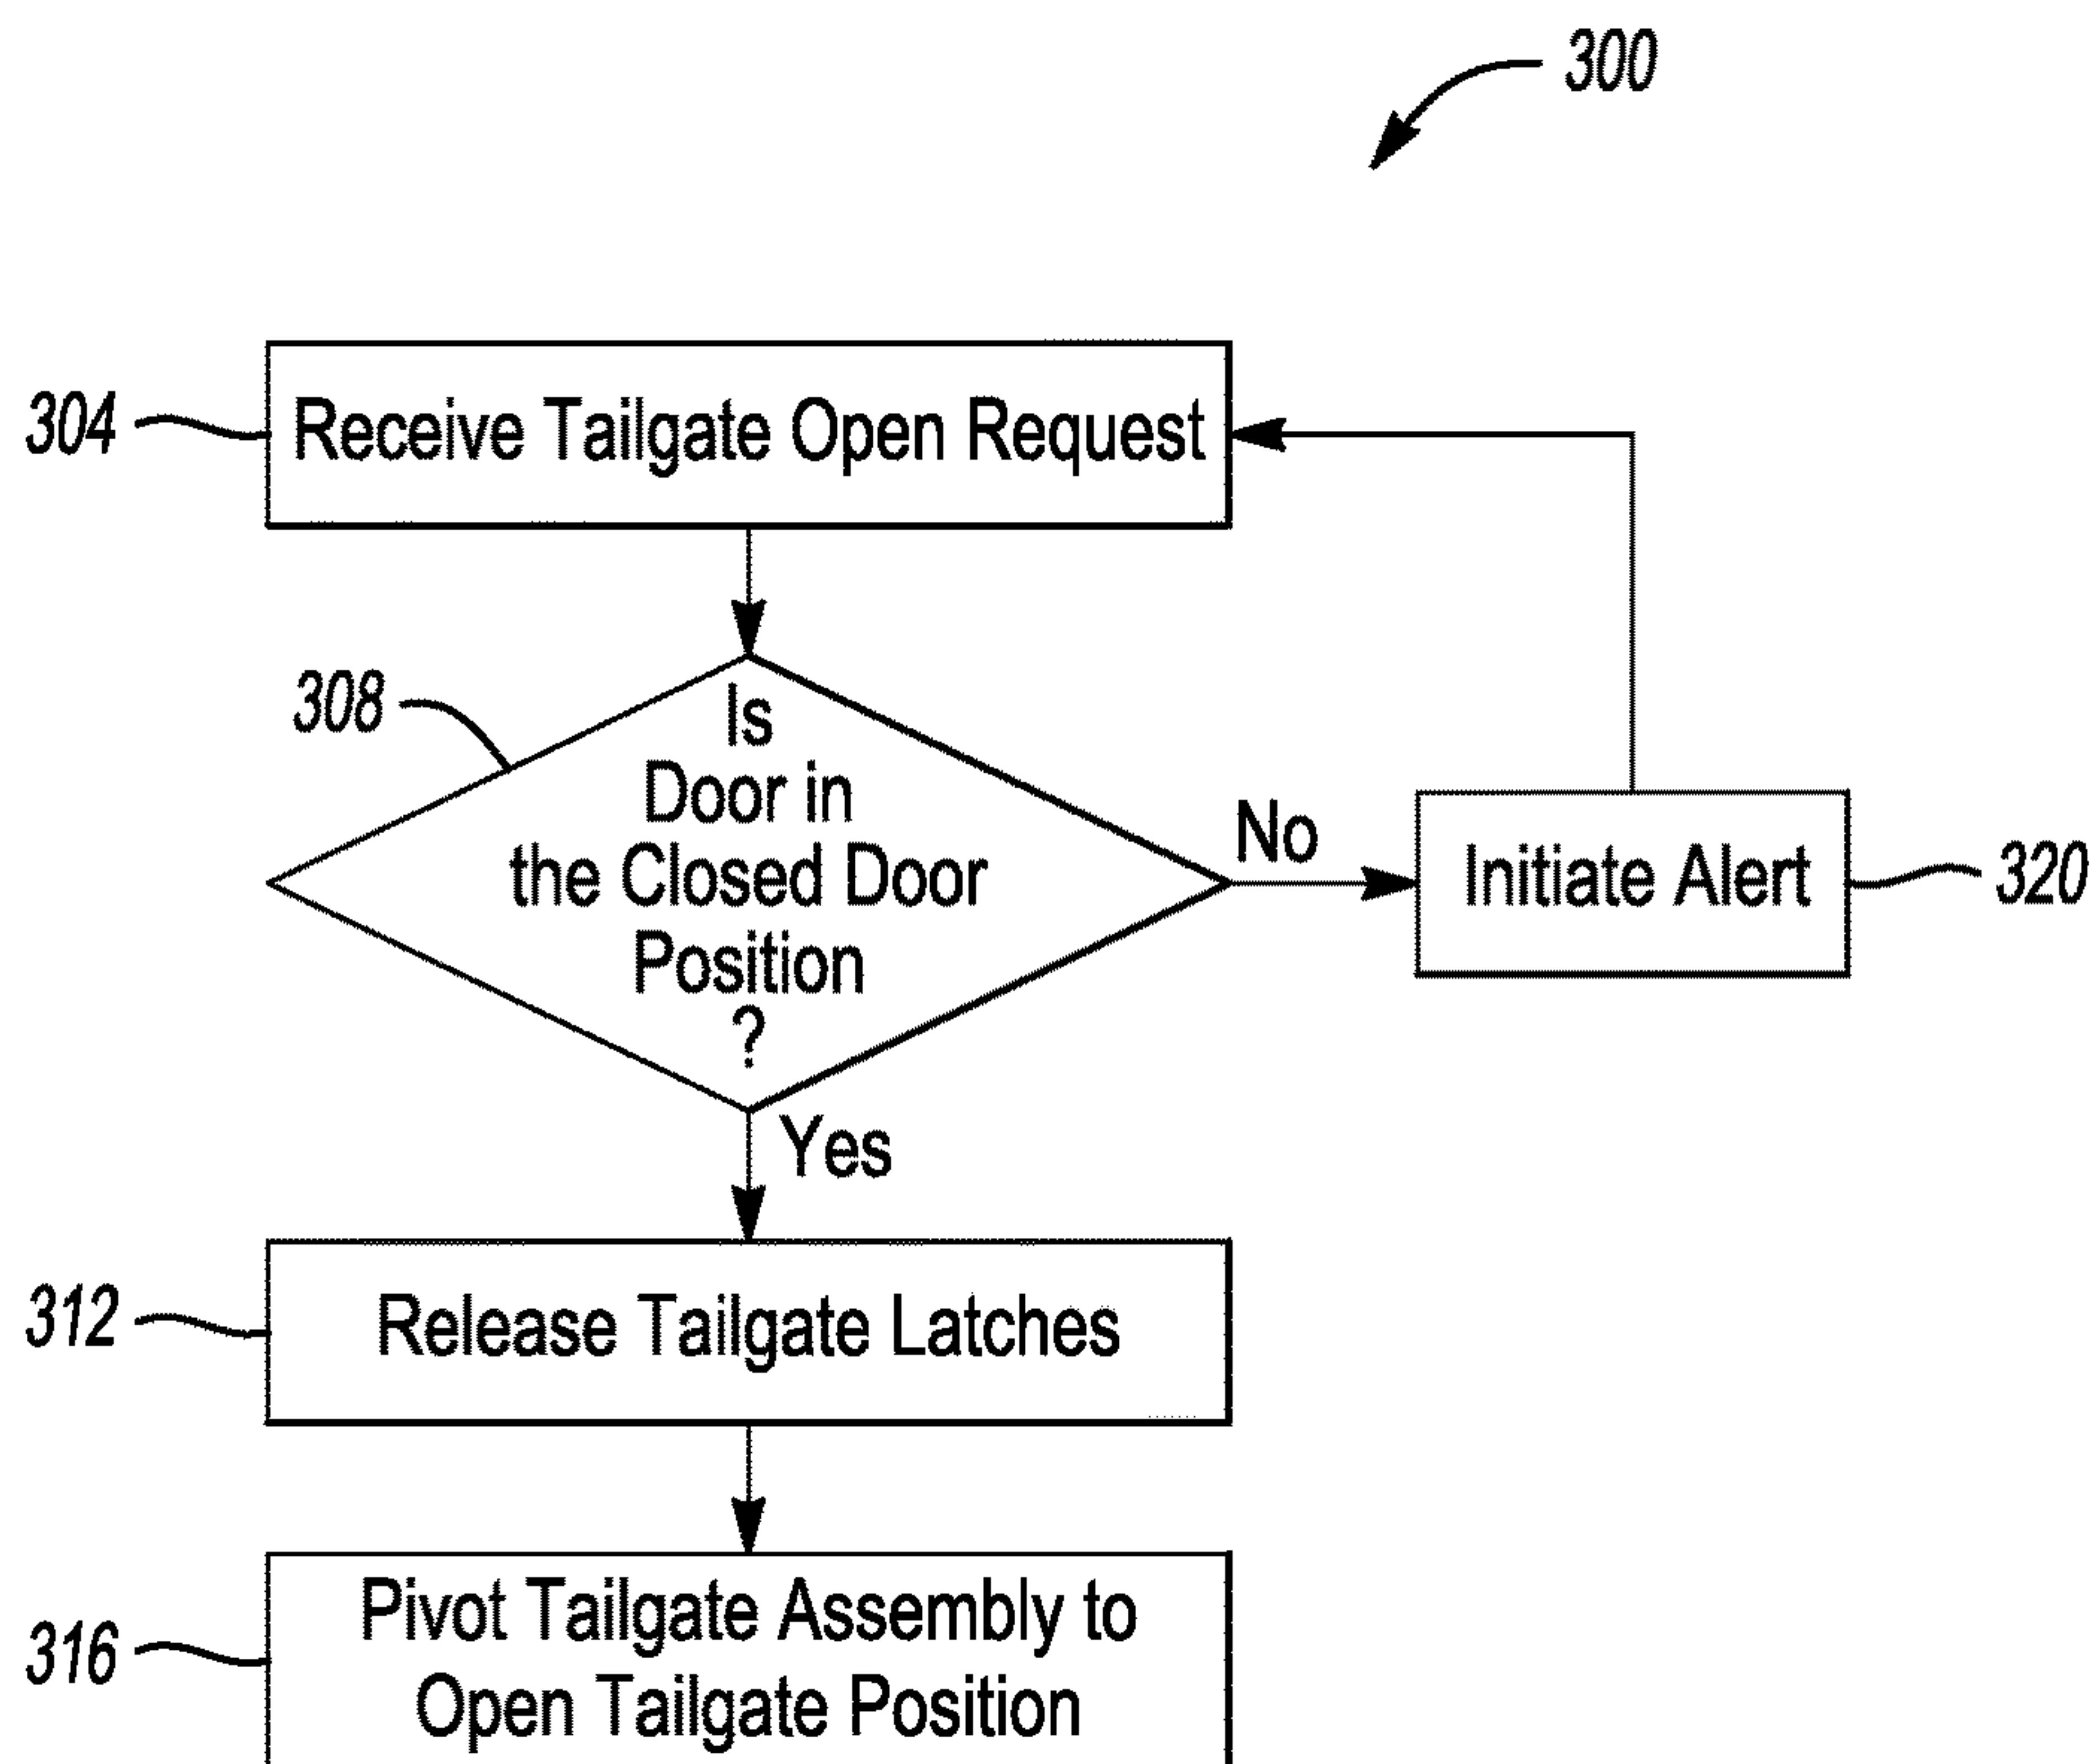 300
304
Receive Tailgate Open Request
308
Is
Door in
the Closed Door
Position
?
No
Initiate Alert
320
Yes
312
Release Tailgate Latches
316
Pivot Tailgate Assembly to
Open Tailgate Position